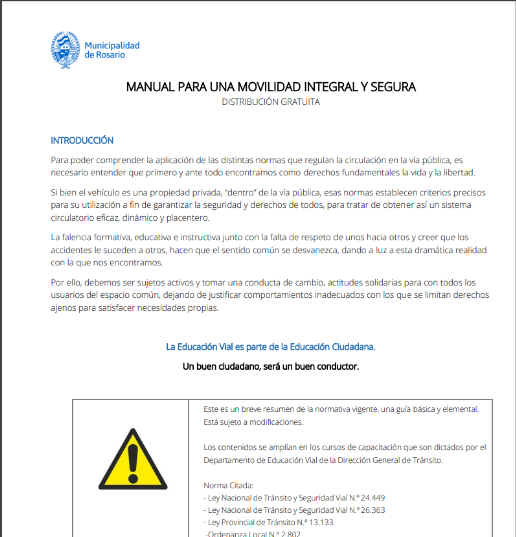 Municipalidad
de Rosario
MANUAL PARA UNA MOVILIDAD INTEGRAL Y SEGURA
DISTRIBUCIÓN GRATUITA
INTRODUCCIÓN
Para poder comprender la aplicación de las distintas normas que regulan la circulación en la vía pública, es
necesario entender que primero y ante todo encontramos como derechos fundamentales la vida y la libertad.
Si bien el vehículo es una propiedad privada, "dentro" de la vía pública, esas normas establecen criterios precisos
para su utilización a fin de garantizar la seguridad y derechos de todos, para tratar de obtener así un sistema
circulatorio eficaz, dinámico y placentero.
La falencia formativa, educativa e instructiva junto con la falta de respeto de unos hacia otros y creer que los
accidentes le suceden a otros, hacen que el sentido común se desvanezca, dando a luz a esta dramática realidad
con la que nos encontramos.
Por ello, debemos ser sujetos activos y tomar una conducta de cambio, actitudes solidarias para con todos los
usuarios del espacio común, dejando de justificar comportamientos inadecuados con los que se limitan derechos
ajenos para satisfacer necesidades propias.
La Educación Vial es parte de la Educación Ciudadana.
Un buen ciudadano, será un buen conductor.
Este es un breve resumen de la normativa vigente, una guía básica y elemental.
Está sujeto a modificaciones.
Los contenidos se amplían en los cursos de capacitación que son dictados por el
Departamento de Educación Vial de la Dirección General de Tránsito.
Norma Citada:
- Ley Nacional de Tránsito y Seguridad Vial N.º 24.449
- Ley Nacional de Tránsito y Seguridad Vial N.º 26.363
- Ley Provincial de Tránsito N.º 13.133
-Ordenanza Local N.º 2.802